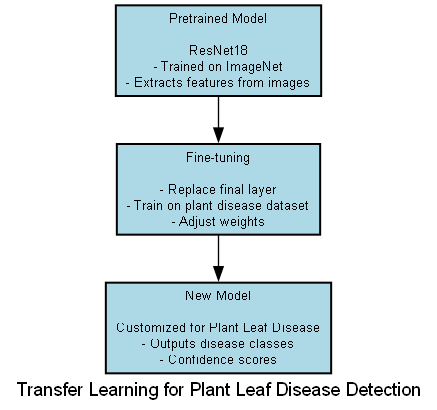 Pretrained Model
ResNet18
- Trained on ImageNet
- Extracts features from images
Fine-tuning
- Replace final layer
- Train on plant disease dataset
- Adjust weights
New Model
Customized for Plant Leaf Disease
- Outputs disease classes
- Confidence scores
Transfer Learning for Plant Leaf Disease Detection